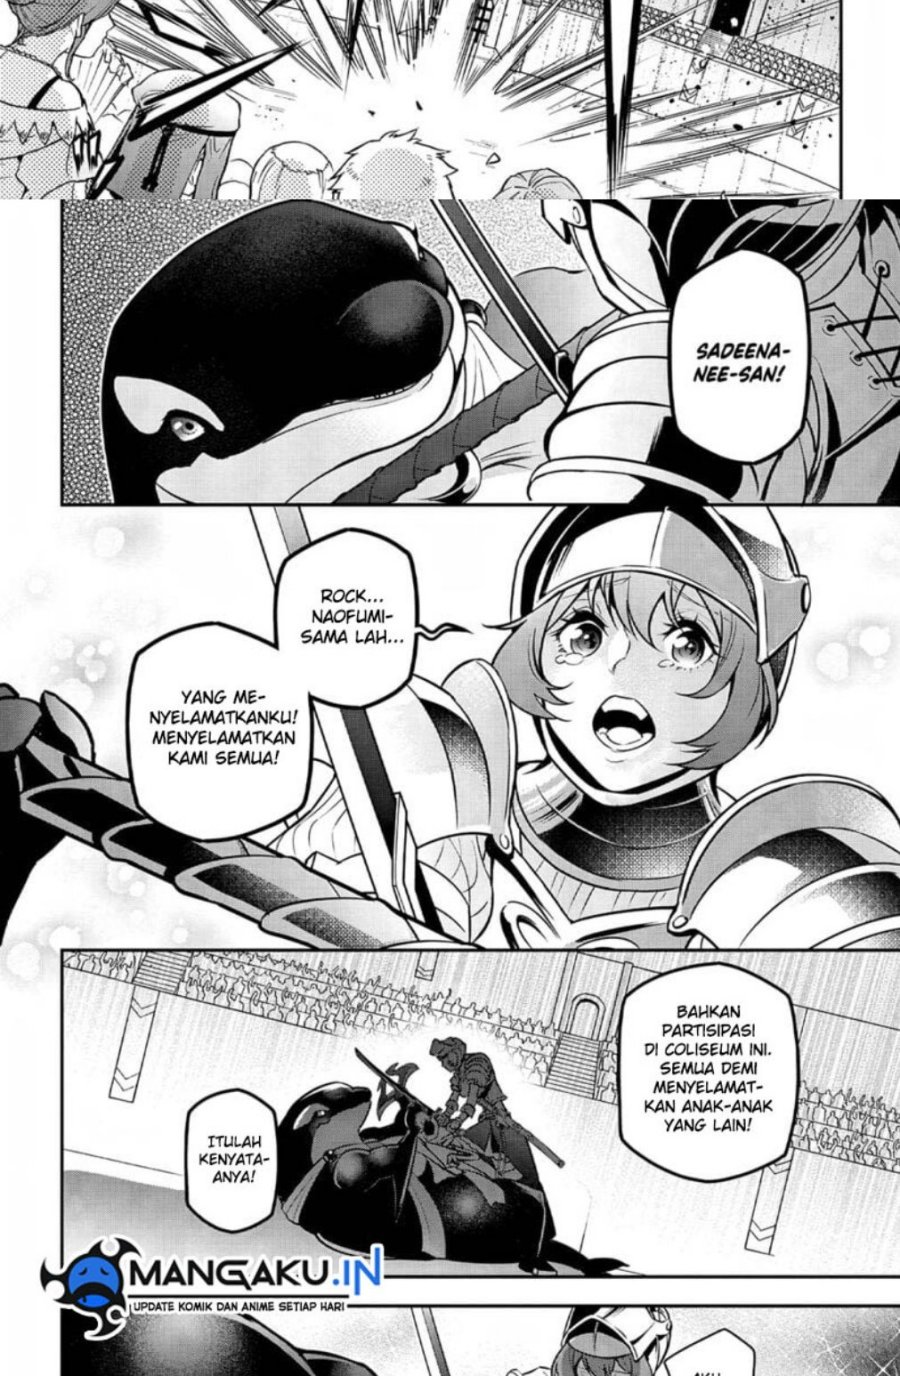 SADEENA-
NEE-SAN!
ROCK...
NAOFUMI-
SAMA LAH...
YANG ME-
NYELAMATKANKU!
MENYELAMATKAN
KAMI SEMUA!
BAHKAN
PARTISIPASI
DI COLISEUM INI.
SEMUA DEMI
MENYELAMAT-
KAN ANAK-ANAK
YANG LAIN!
ITULAH
KENYATA-
ANYA!
MANGAKU.IN
UPDATE KOMIK DAN ANIME SETIAP HARI